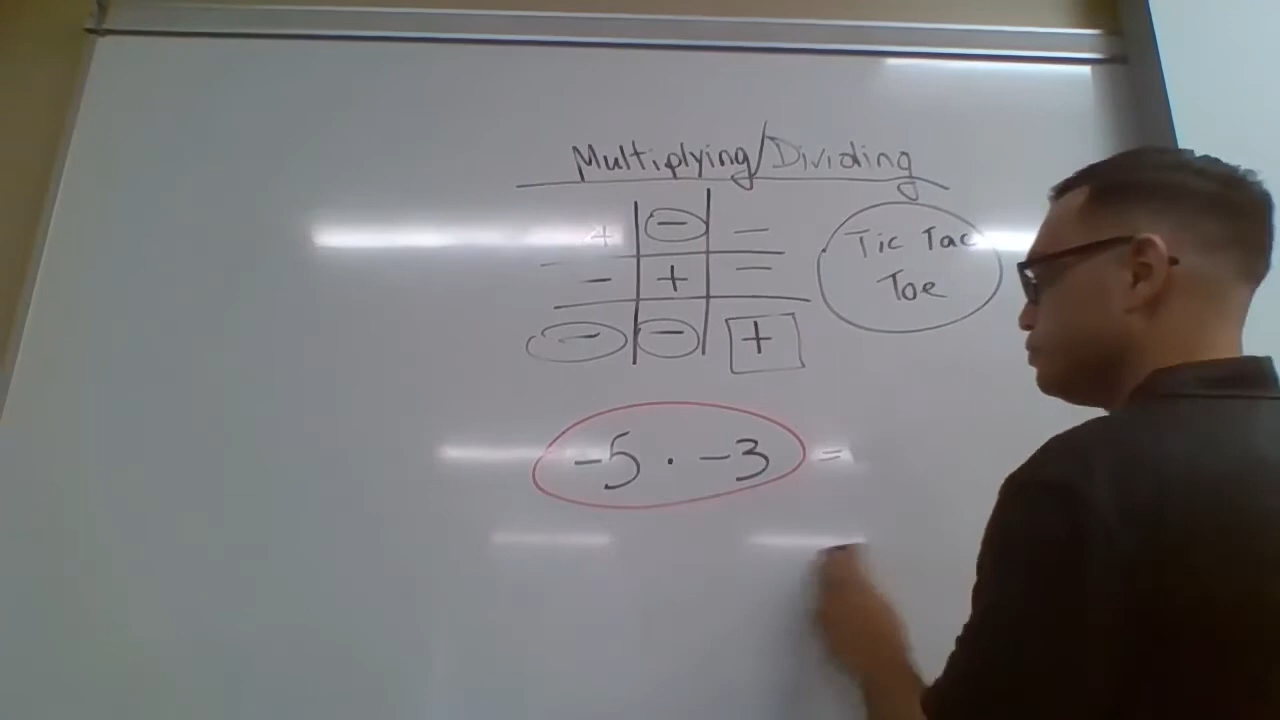 Multiplying/Dividing
+ - -
- + -
- - +
Tic Tac
Toe
-5 · -3 =